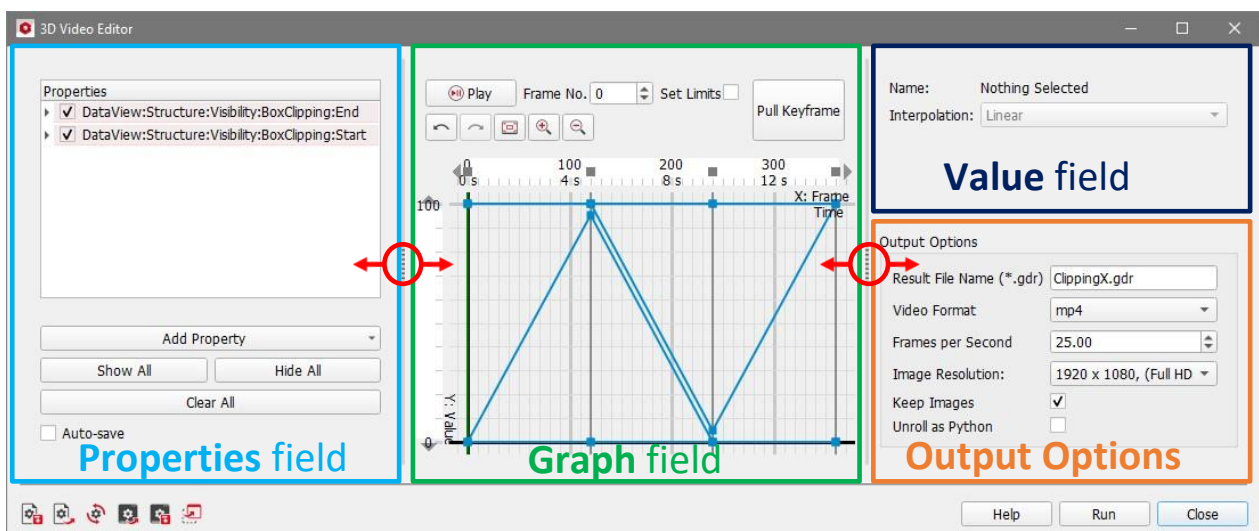 3D Video Editor
Properties
DataView:Structure:Visibility:BoxClipping:End
DataView:Structure:Visibility:BoxClipping:Start
Add Property
Show All Hide All
Clear All
Auto-save
Properties field
Play Frame No. 0 Set Limits
Pull Keyframe
0 100 200 300
0 s 4 s 8 s 12 s
X: Frame
Time
100
Y: Value
0
Graph field
Name: Nothing Selected
Interpolation: Linear
Value field
Output Options
Result File Name (*.gdr) ClippingX.gdr
Video Format mp4
Frames per Second 25.00
Image Resolution: 1920 x 1080, (Full HD
Keep Images
Unroll as Python
Output Options
Help Run Close